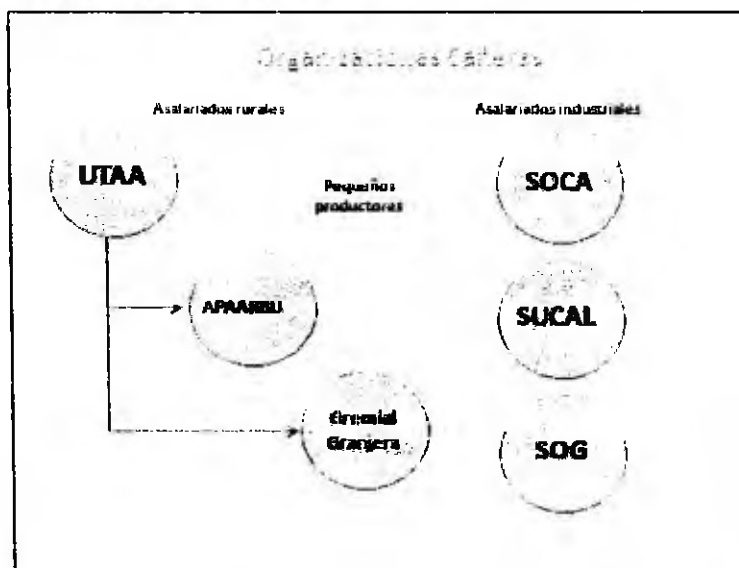 Organizaciones Cañeras
Asalariados rurales
Asalariados industriales
UTAA
Pequeños
productores
SOCA
APAARBU
SUCAL
Gremial
Granjera
SOG